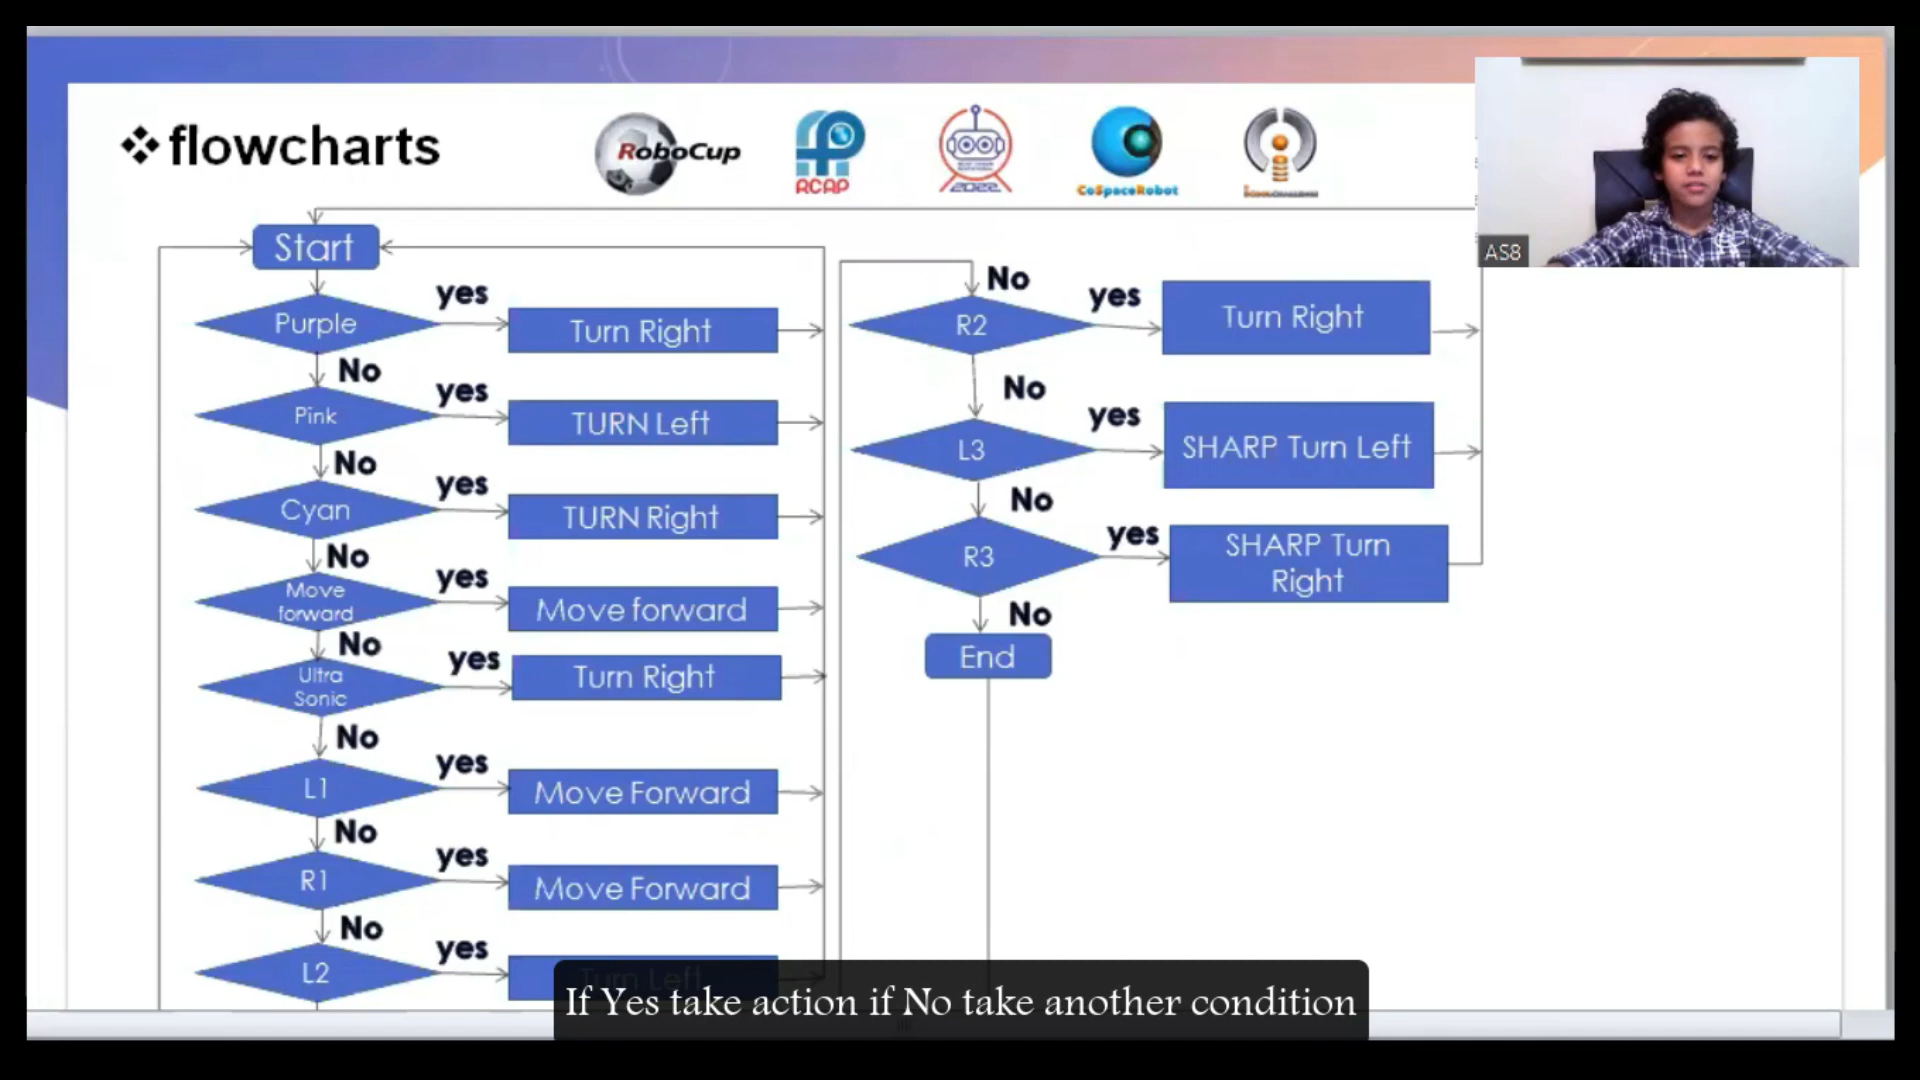 ❖flowcharts
RoboCup
RCAP
2022
CoSpaceRobot
AS8
Start
Purple
yes
Turn Right
No
Pink
yes
TURN Left
No
Cyan
yes
TURN Right
No
Move
forward
yes
Move forward
No
Ultra
Sonic
yes
Turn Right
No
L1
yes
Move Forward
No
R1
yes
Move Forward
No
L2
yes
Turn Left
No
R2
yes
Turn Right
No
L3
yes
SHARP Turn Left
No
R3
yes
SHARP Turn
Right
No
End
If Yes take action if No take another condition